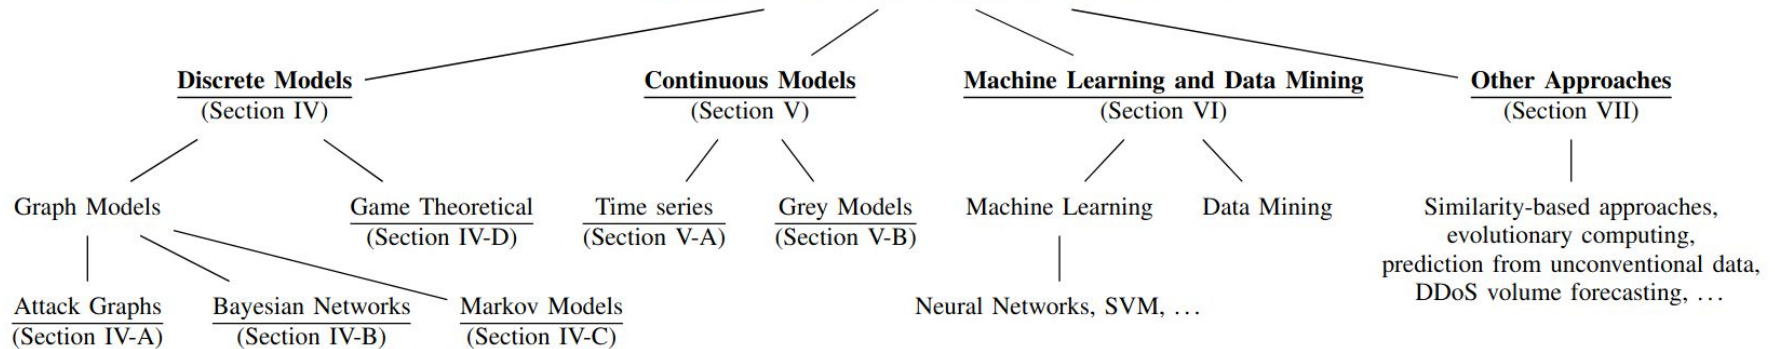 Discrete Models
(Section IV)
Continuous Models
(Section V)
Machine Learning and Data Mining
(Section VI)
Other Approaches
(Section VII)
Graph Models
Game Theoretical
(Section IV-D)
Time series
(Section V-A)
Grey Models
(Section V-B)
Machine Learning
Data Mining
Similarity-based approaches,
evolutionary computing,
prediction from unconventional data,
DDoS volume forecasting, ...
Attack Graphs
(Section IV-A)
Bayesian Networks
(Section IV-B)
Markov Models
(Section IV-C)
Neural Networks, SVM, ...